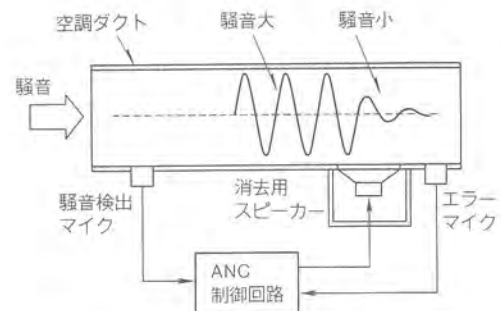 空調ダクト
騒音大
騒音小
騒音
騒音検出
マイク
消去用
スピーカー
エラー
マイク
ANC
制御回路